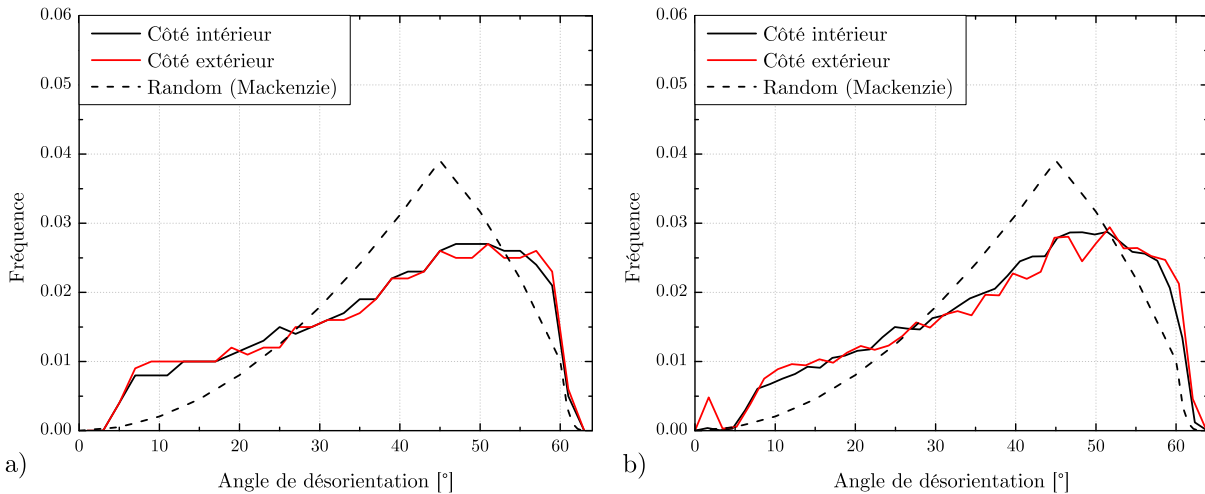 0.06
0.05
0.04
0.03
0.02
0.01
0.00
Fréquence
Côté intérieur
Côté extérieur
Random (Mackenzie)
0 10 20 30 40 50 60
Angle de désorientation [°]
a)
0.06
0.05
0.04
0.03
0.02
0.01
0.00
Fréquence
Côté intérieur
Côté extérieur
Random (Mackenzie)
0 10 20 30 40 50 60
Angle de désorientation [°]
b)